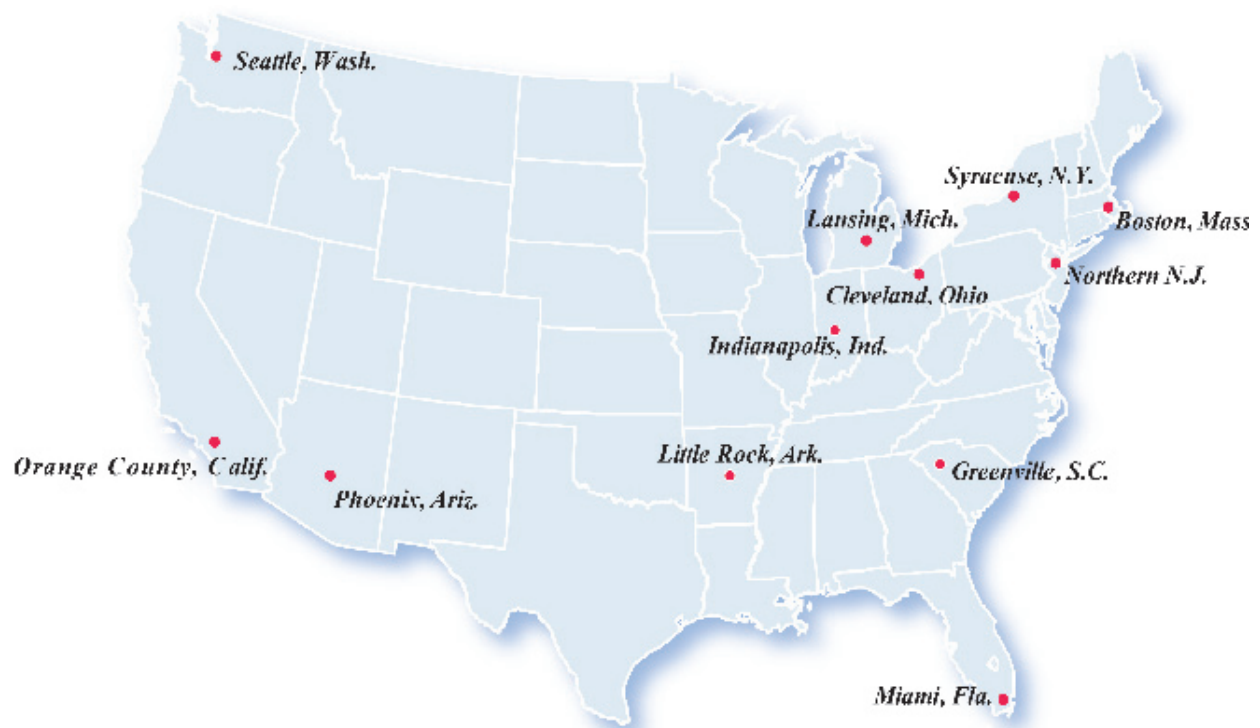 Seattle, Wash.
Syracuse, N.Y.
Lansing, Mich.
Boston, Mass
Northern N.J.
Cleveland, Ohio
Indianapolis, Ind.
Little Rock, Ark.
Orange County, Calif.
Greenville, S.C.
Phoenix, Ariz.
Miami, Fla.